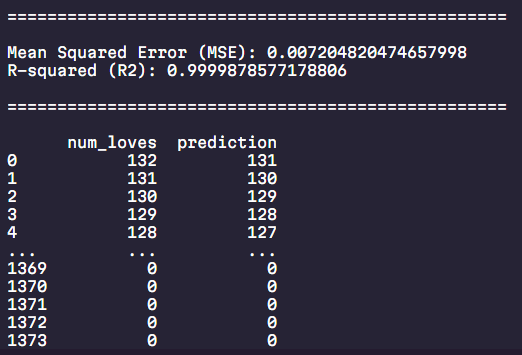 ==================================================
Mean Squared Error (MSE): 0.007204820474657998
R-squared (R2): 0.9999878577178806
==================================================
num_loves prediction
0 132 131
1 131 130
2 130 129
3 129 128
4 128 127
... ... ...
1369 0 0
1370 0 0
1371 0 0
1372 0 0
1373 0 0